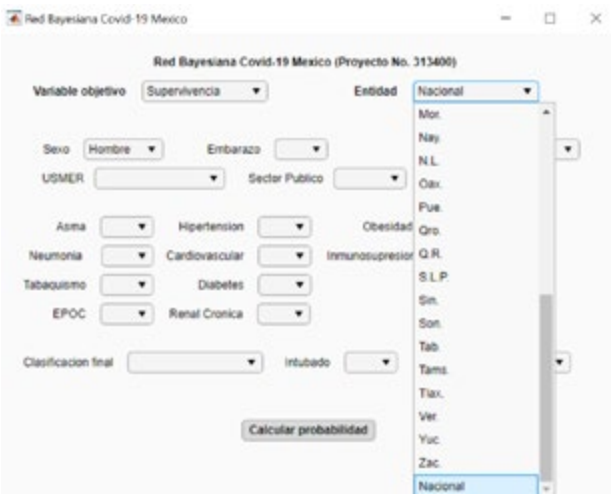 Red Bayesiana Covid-19 Mexico
Red Bayesiana Covid-19 Mexico (Proyecto No. 313400)
Variable objetivo Supervivencia Entidad Nacional
Sexo Hombre Embarazo
USMER Sector Publico
Asma Hipertension Obesidad
Neumonia Cardiovascular Inmunosupresion
Tabaquismo Diabetes
EPOC Renal Cronica
Clasificacion final Intubado
Calcular probabilidad
Mor.
Nay.
N.L.
Oax.
Pue.
Qro.
Q.R.
S.L.P.
Sin.
Son.
Tab.
Tams.
Tlax.
Ver.
Yuc.
Zac.
Nacional